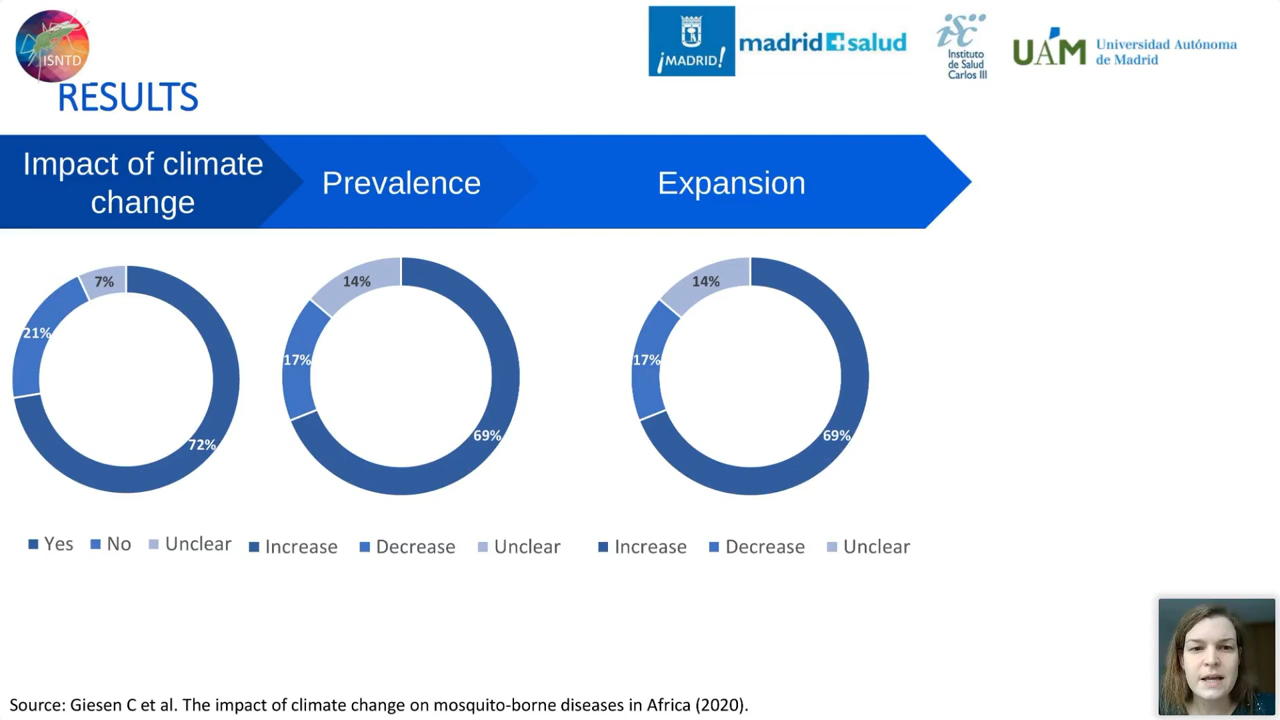 ISNTD
¡MADRID!
madrid+salud
isc
Instituto
de Salud
Carlos III
UAM
Universidad Autónoma
de Madrid
RESULTS
Impact of climate
change
Prevalence
Expansion
7%
21%
72%
14%
17%
69%
14%
17%
69%
Yes No Unclear
Increase Decrease Unclear
Increase Decrease Unclear
Source: Giesen C et al. The impact of climate change on mosquito-borne diseases in Africa (2020).